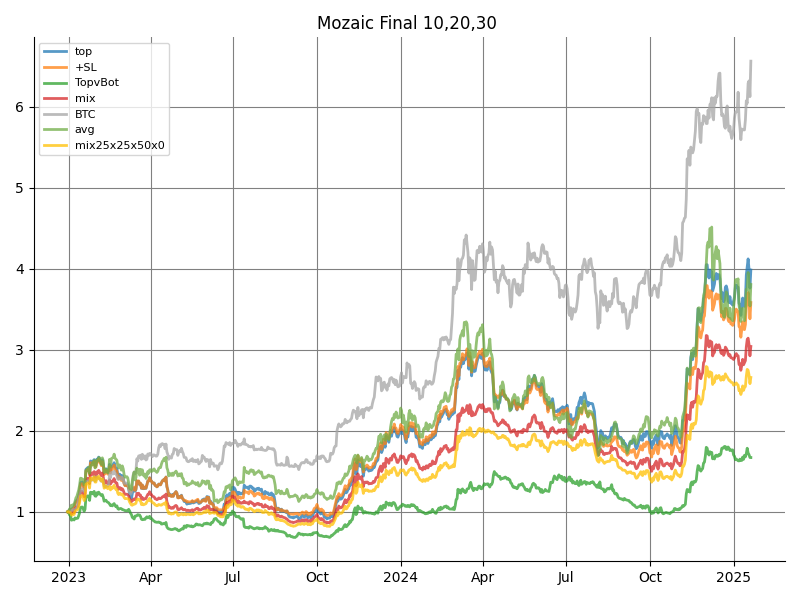 Mozaic Final 10,20,30
top
+SL
TopvBot
mix
BTC
avg
mix25x25x50x0
6
5
4
3
2
1
2023 Apr Jul Oct 2024 Apr Jul Oct 2025